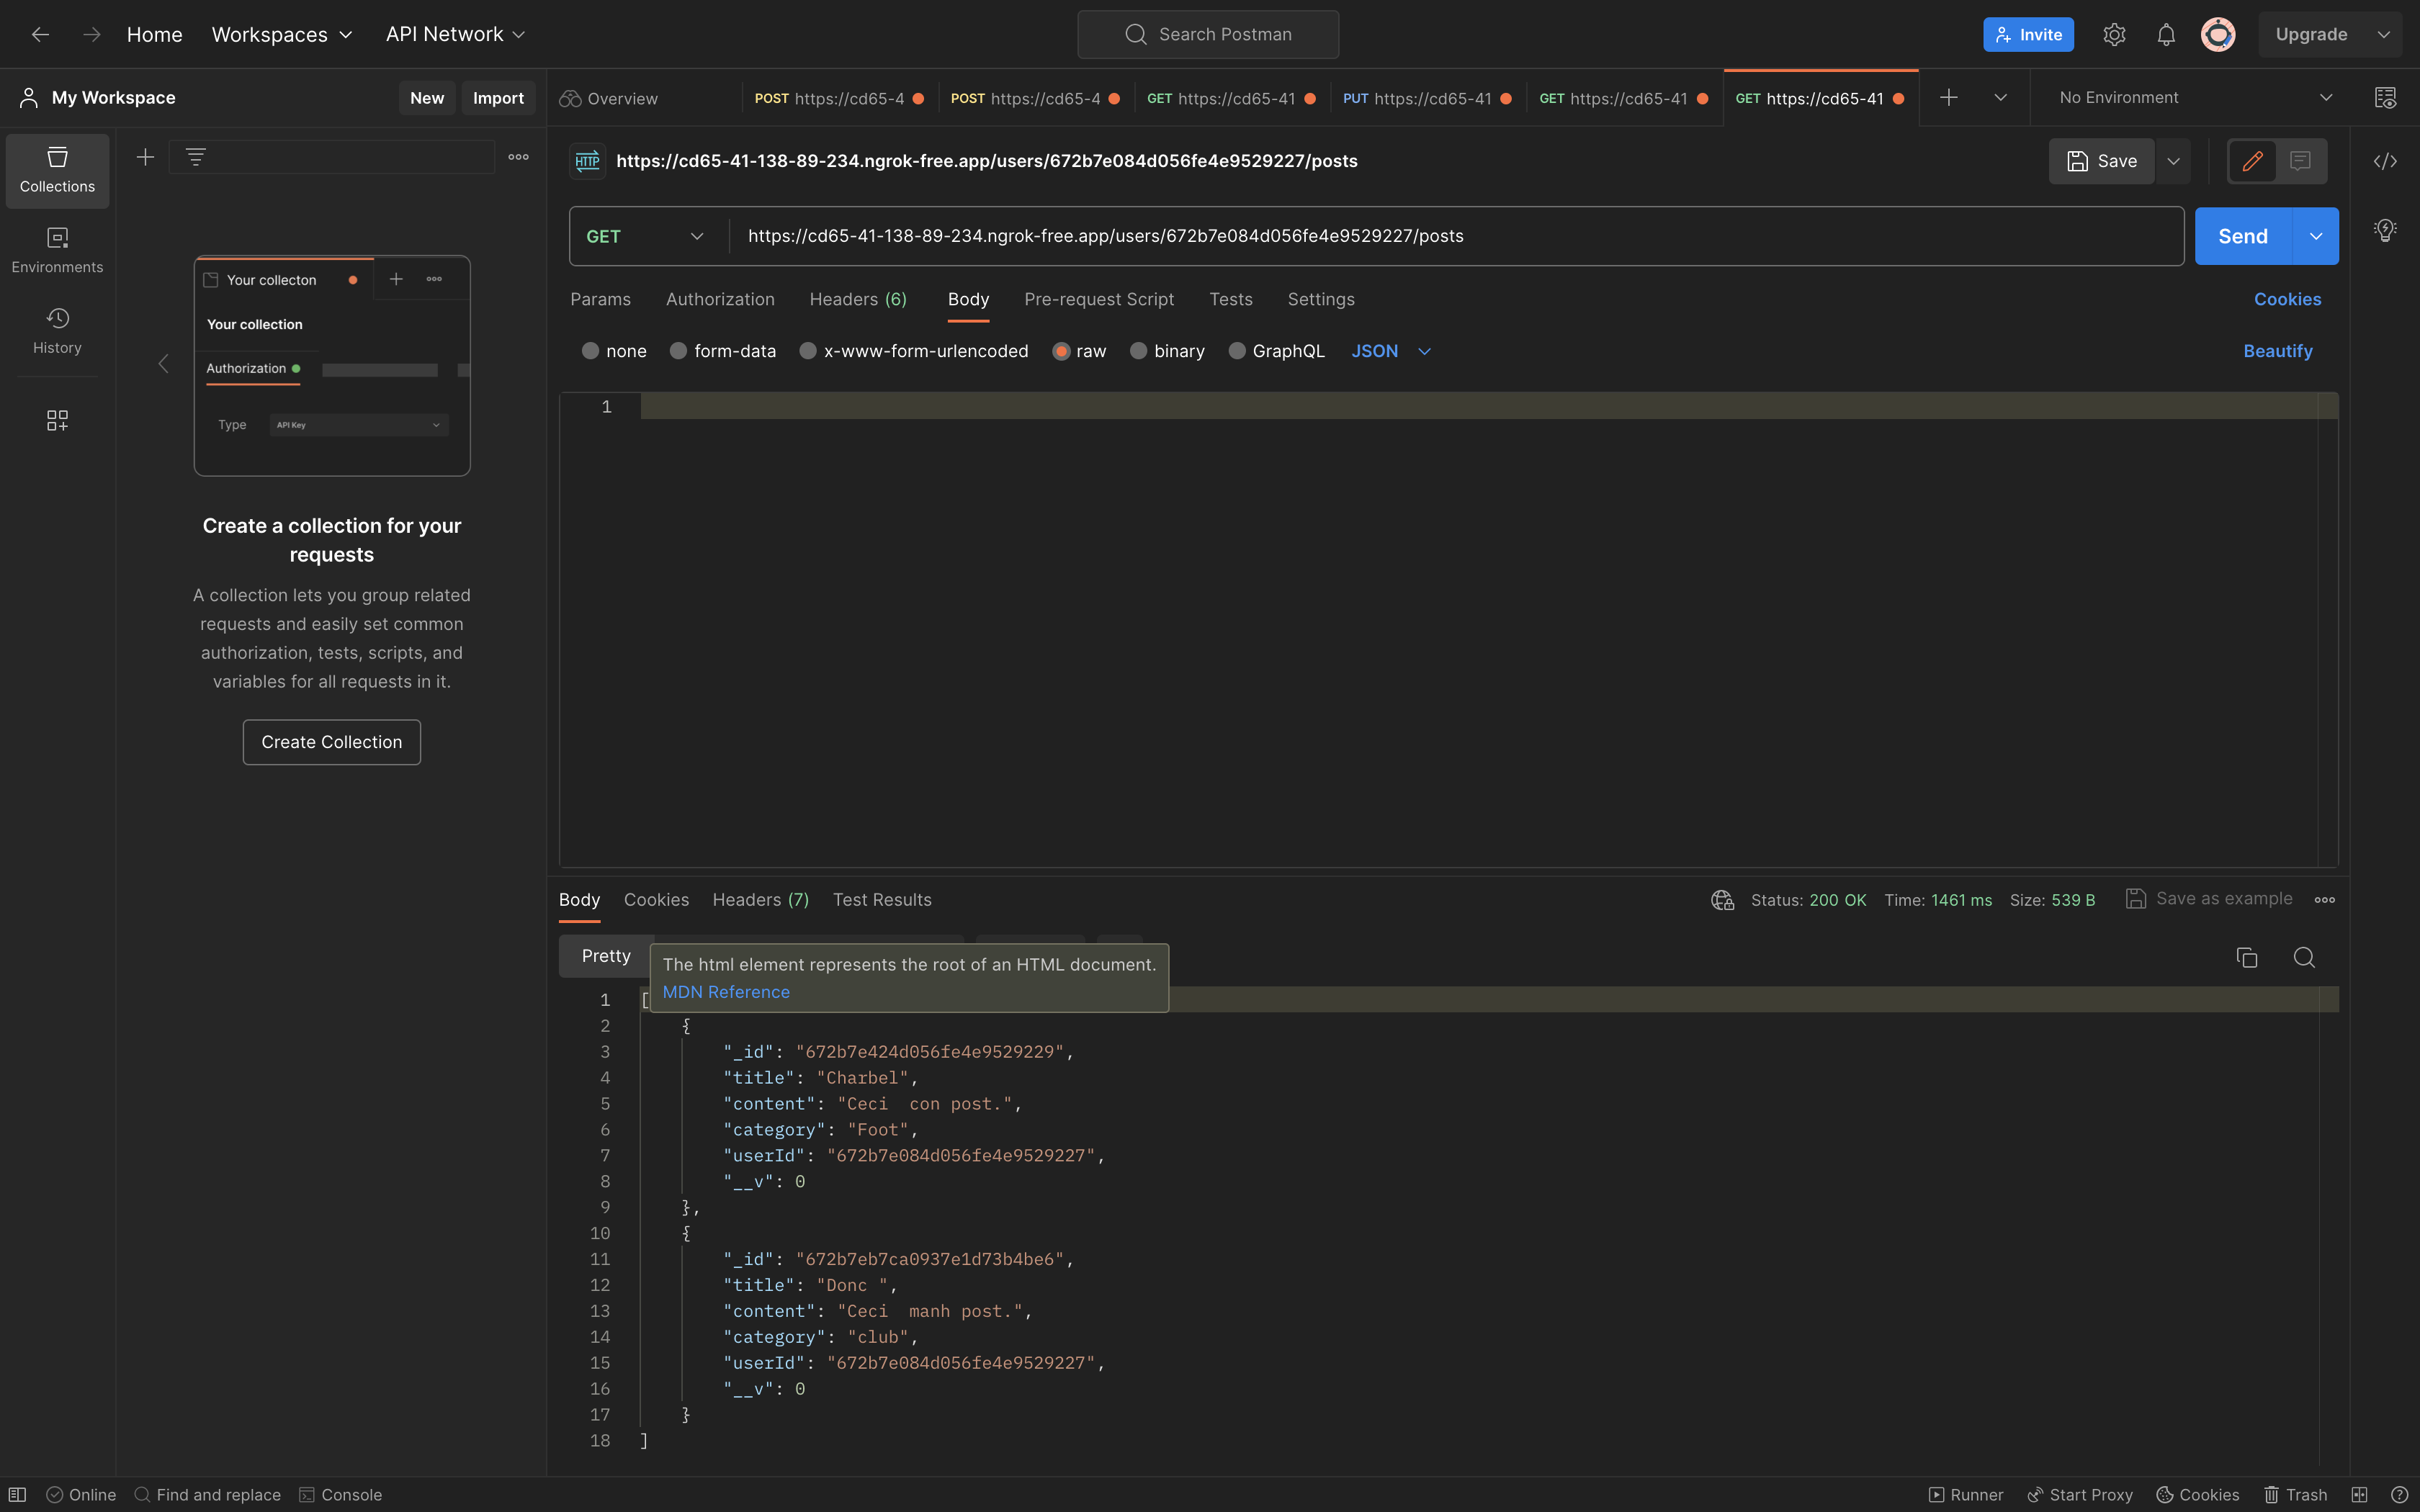 Home Workspaces API Network Search Postman Invite Upgrade
My Workspace New Import
Overview POST https://cd65-4 POST https://cd65-4 GET https://cd65-41 PUT https://cd65-41 GET https://cd65-41 GET https://cd65-41 No Environment
Collections
Environments
History
Your collecton
Your collection
Authorization
Type API Key
Create a collection for your
requests
A collection lets you group related
requests and easily set common
authorization, tests, scripts, and
variables for all requests in it.
Create Collection
HTTP https://cd65-41-138-89-234.ngrok-free.app/users/672b7e084d056fe4e9529227/posts Save
GET https://cd65-41-138-89-234.ngrok-free.app/users/672b7e084d056fe4e9529227/posts Send
Params Authorization Headers (6) Body Pre-request Script Tests Settings Cookies
none form-data x-www-form-urlencoded raw binary GraphQL JSON Beautify
1
Body Cookies Headers (7) Test Results Status: 200 OK Time: 1461 ms Size: 539 B Save as example
Pretty
The html element represents the root of an HTML document.
MDN Reference
1 [
2 {
3 "_id": "672b7e424d056fe4e9529229",
4 "title": "Charbel",
5 "content": "Ceci  con post.",
6 "category": "Foot",
7 "userId": "672b7e084d056fe4e9529227",
8 "__v": 0
9 },
10 {
11 "_id": "672b7eb7ca0937e1d73b4be6",
12 "title": "Donc ",
13 "content": "Ceci  manh post.",
14 "category": "club",
15 "userId": "672b7e084d056fe4e9529227",
16 "__v": 0
17 }
18 ]
Online Find and replace Console Runner Start Proxy Cookies Trash